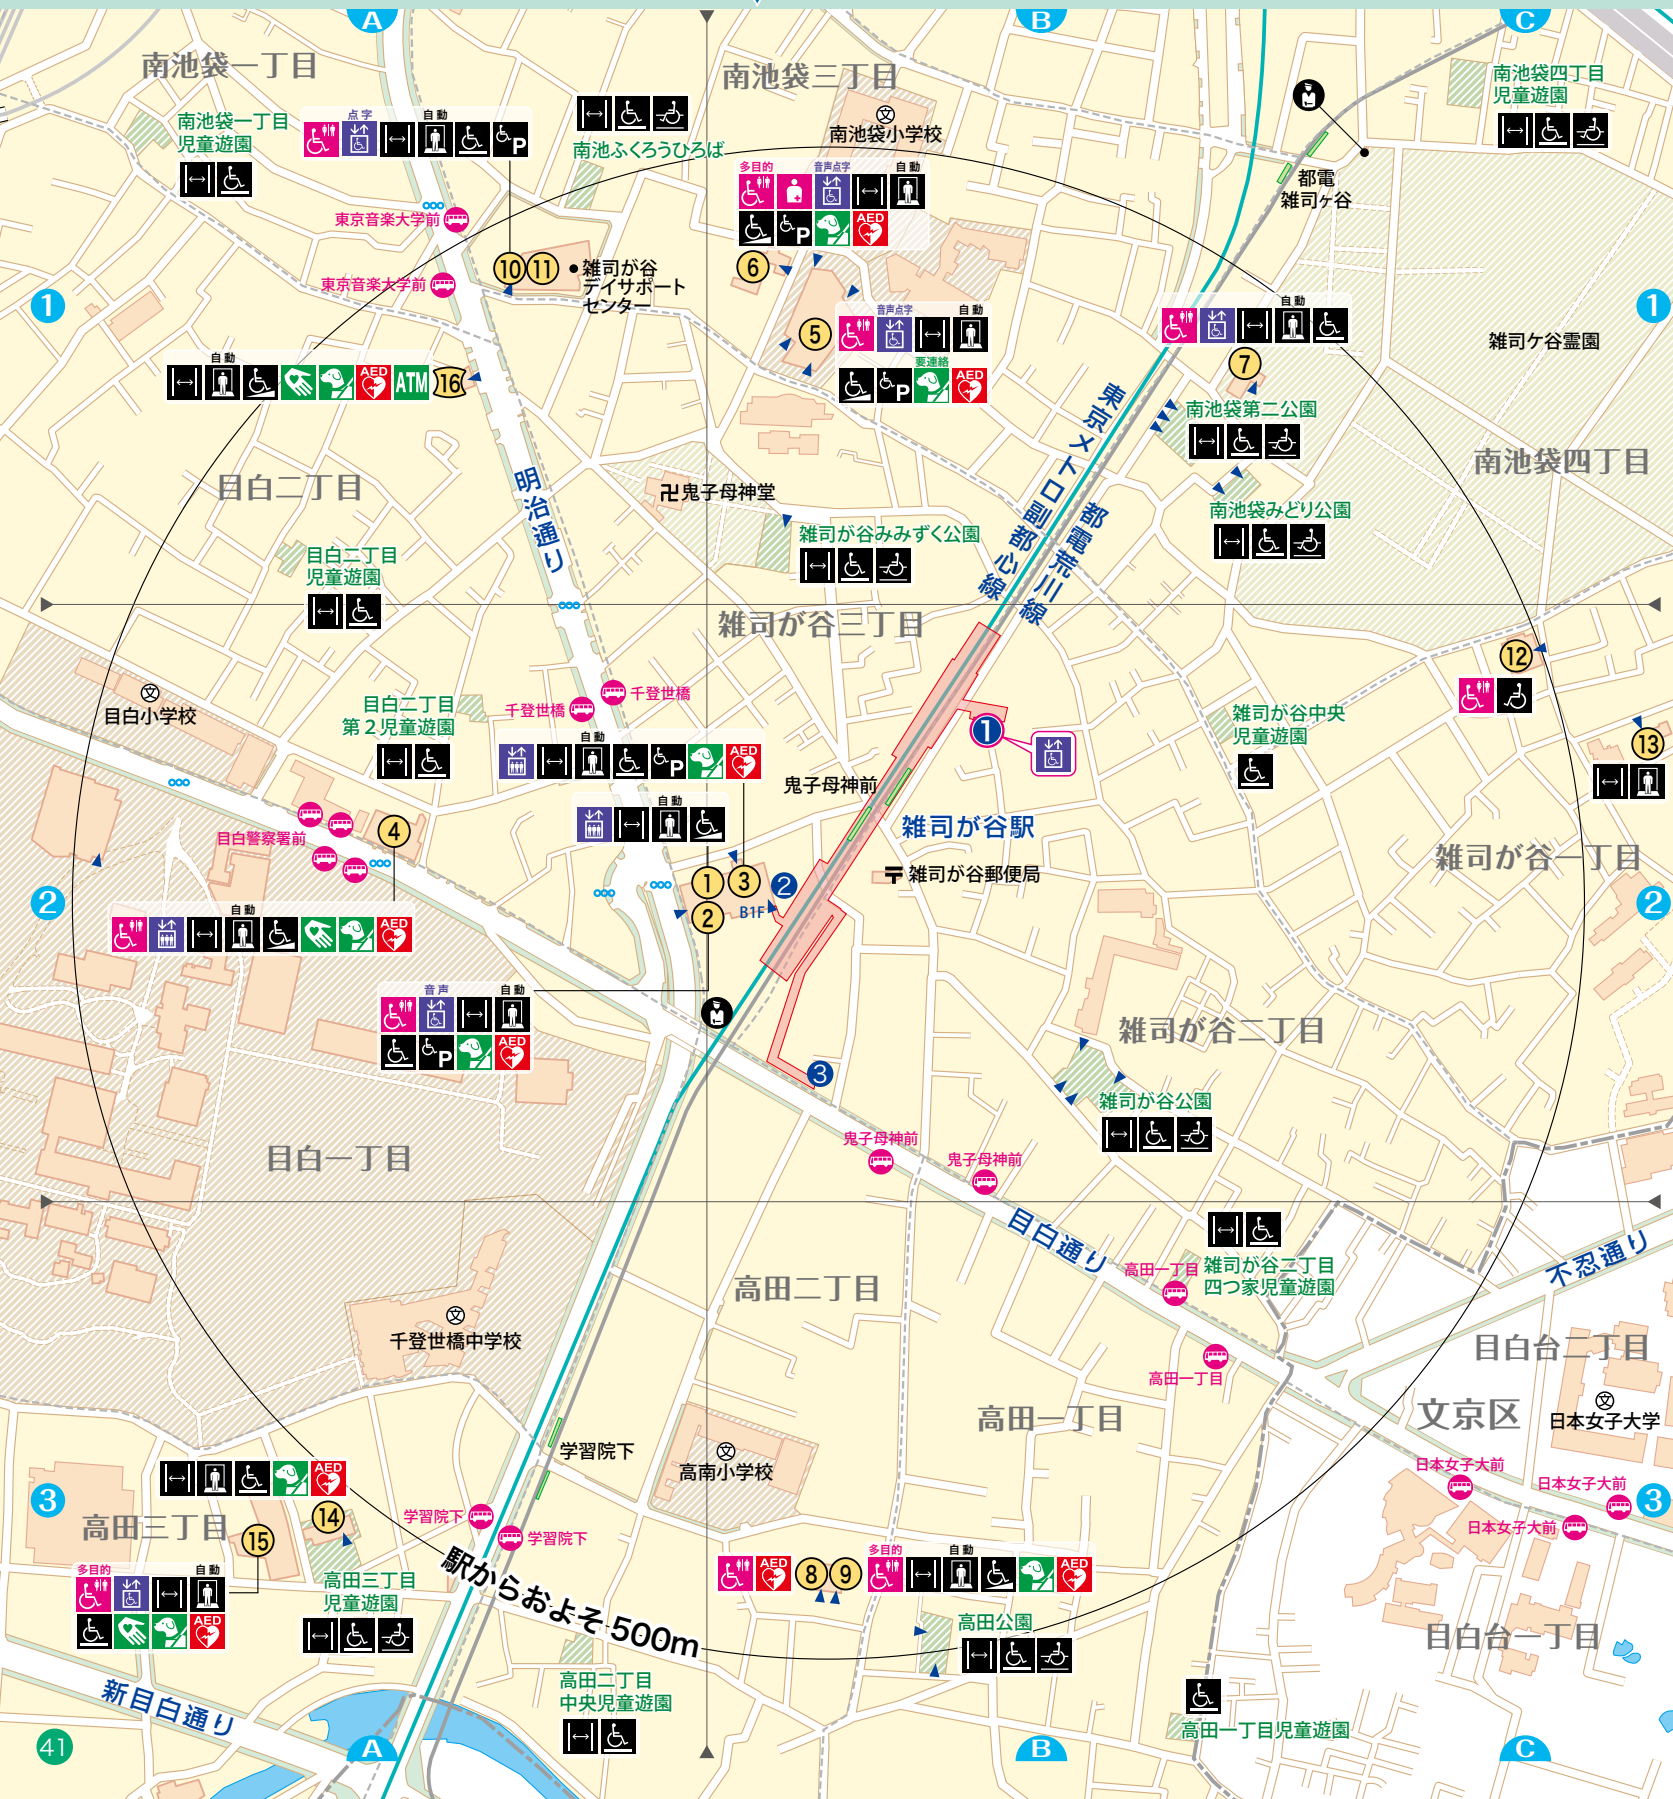 A
B
C
南池袋一丁目
南池袋三丁目
南池袋一丁目
児童遊園
点字
自動
P
南池ふくろうひろば
文
南池袋小学校
南池袋四丁目
児童遊園
東京音楽大学前
東京音楽大学前
多目的
音声点字
自動
P
AED
都電
雑司ヶ谷
10
11
雑司が谷
デイサポート
センター
6
1
1
5
音声点字
自動
要連絡
P
AED
自動
7
雑司ケ谷霊園
自動
AED
ATM
16
東京メトロ副都心線
都電荒川線
南池袋第二公園
南池袋四丁目
目白二丁目
明治通り
卍鬼子母神堂
南池袋みどり公園
雑司が谷みみずく公園
目白二丁目
児童遊園
雑司が谷三丁目
12
文
目白小学校
目白二丁目
第2児童遊園
千登世橋
千登世橋
1
雑司が谷中央
児童遊園
13
自動
P
AED
鬼子母神前
自動
雑司が谷駅
目白警察署前
4
雑司が谷一丁目
〒雑司が谷郵便局
1
3
2
2
B1F
2
2
自動
AED
音声
自動
P
AED
雑司が谷二丁目
3
雑司が谷公園
目白一丁目
鬼子母神前
鬼子母神前
目白通り
不忍通り
高田一丁目
雑司が谷二丁目
四つ家児童遊園
高田二丁目
文
千登世橋中学校
目白台二丁目
高田一丁目
文京区
文
日本女子大学
高田一丁目
学習院下
文
高南小学校
日本女子大前
日本女子大前
日本女子大前
AED
3
3
14
高田三丁目
15
学習院下
学習院下
多目的
自動
AED
高田三丁目
児童遊園
駅からおよそ500m
AED
8
9
多目的
自動
AED
高田公園
目白台一丁目
高田二丁目
中央児童遊園
新目白通り
高田一丁目児童遊園
41
A
B
C